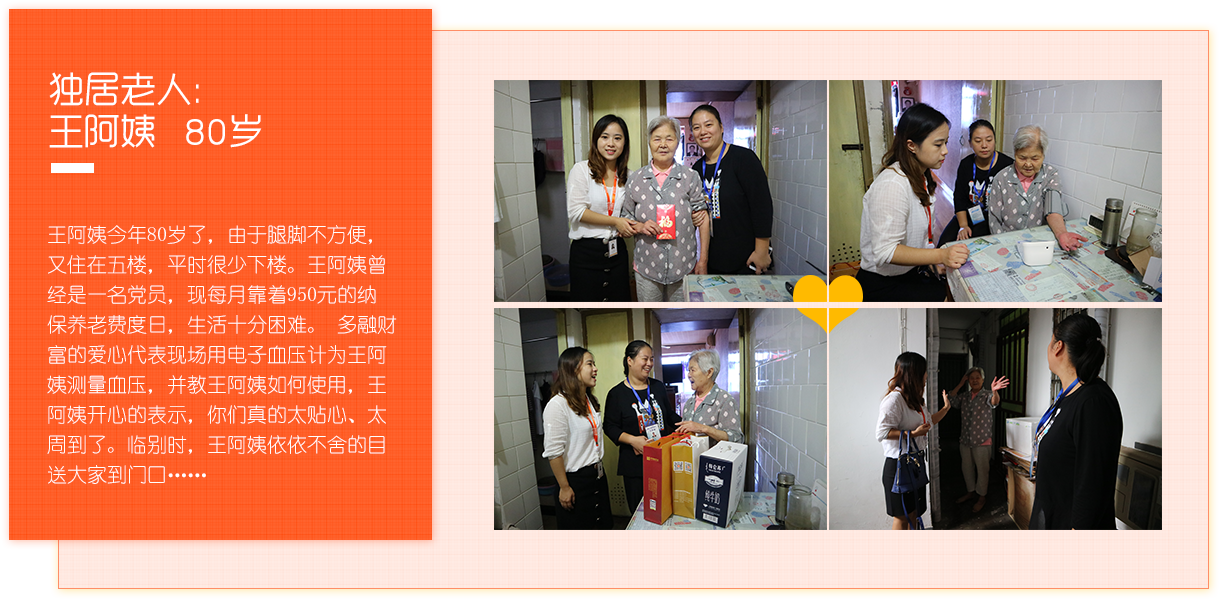 独居老人:
王阿姨 80岁
王阿姨今年80岁了，由于腿脚不方便，
又住在五楼，平时很少下楼。王阿姨曾
经是一名党员，现每月靠着950元的纳
保养老费度日，生活十分困难。 多融财
富的爱心代表现场用电子血压计为王阿
姨测量血压，并教王阿姨如何使用，王
阿姨开心的表示，你们真的太贴心、太
周到了。临别时，王阿姨依依不舍的目
送大家到门口······
福
特仑苏
纯牛奶